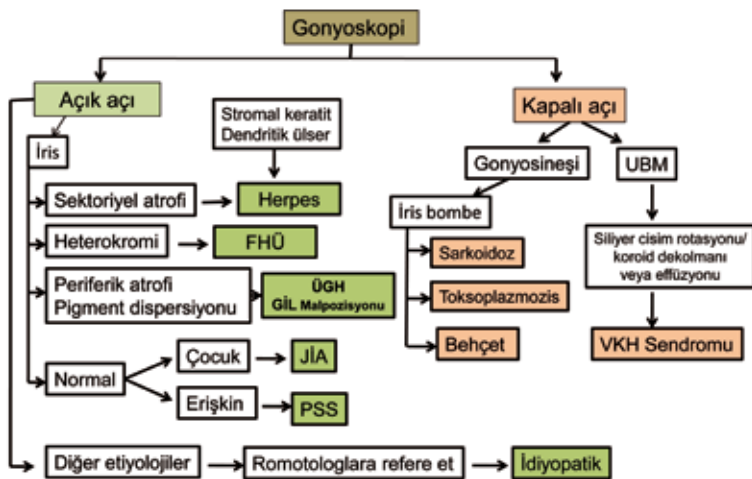 Gonyoskopi
Açık açı
Kapalı açı
İris
Stromal keratit
Dendritik ülser
Gonyosineşi
UBM
Sektoriyel atrofi
Herpes
İris bombe
Heterokromi
FHÜ
Sarkoidoz
Siliyer cisim rotasyonu/
koroid dekolmanı
veya effüzyonu
Periferik atrofi
Pigment dispersiyonu
ÜGH
GİL Malpozisyonu
Toksoplazmozis
Behçet
VKH Sendromu
Normal
Çocuk
JİA
Erişkin
PSS
Diğer etiyolojiler
Romotologlara refere et
İdiyopatik